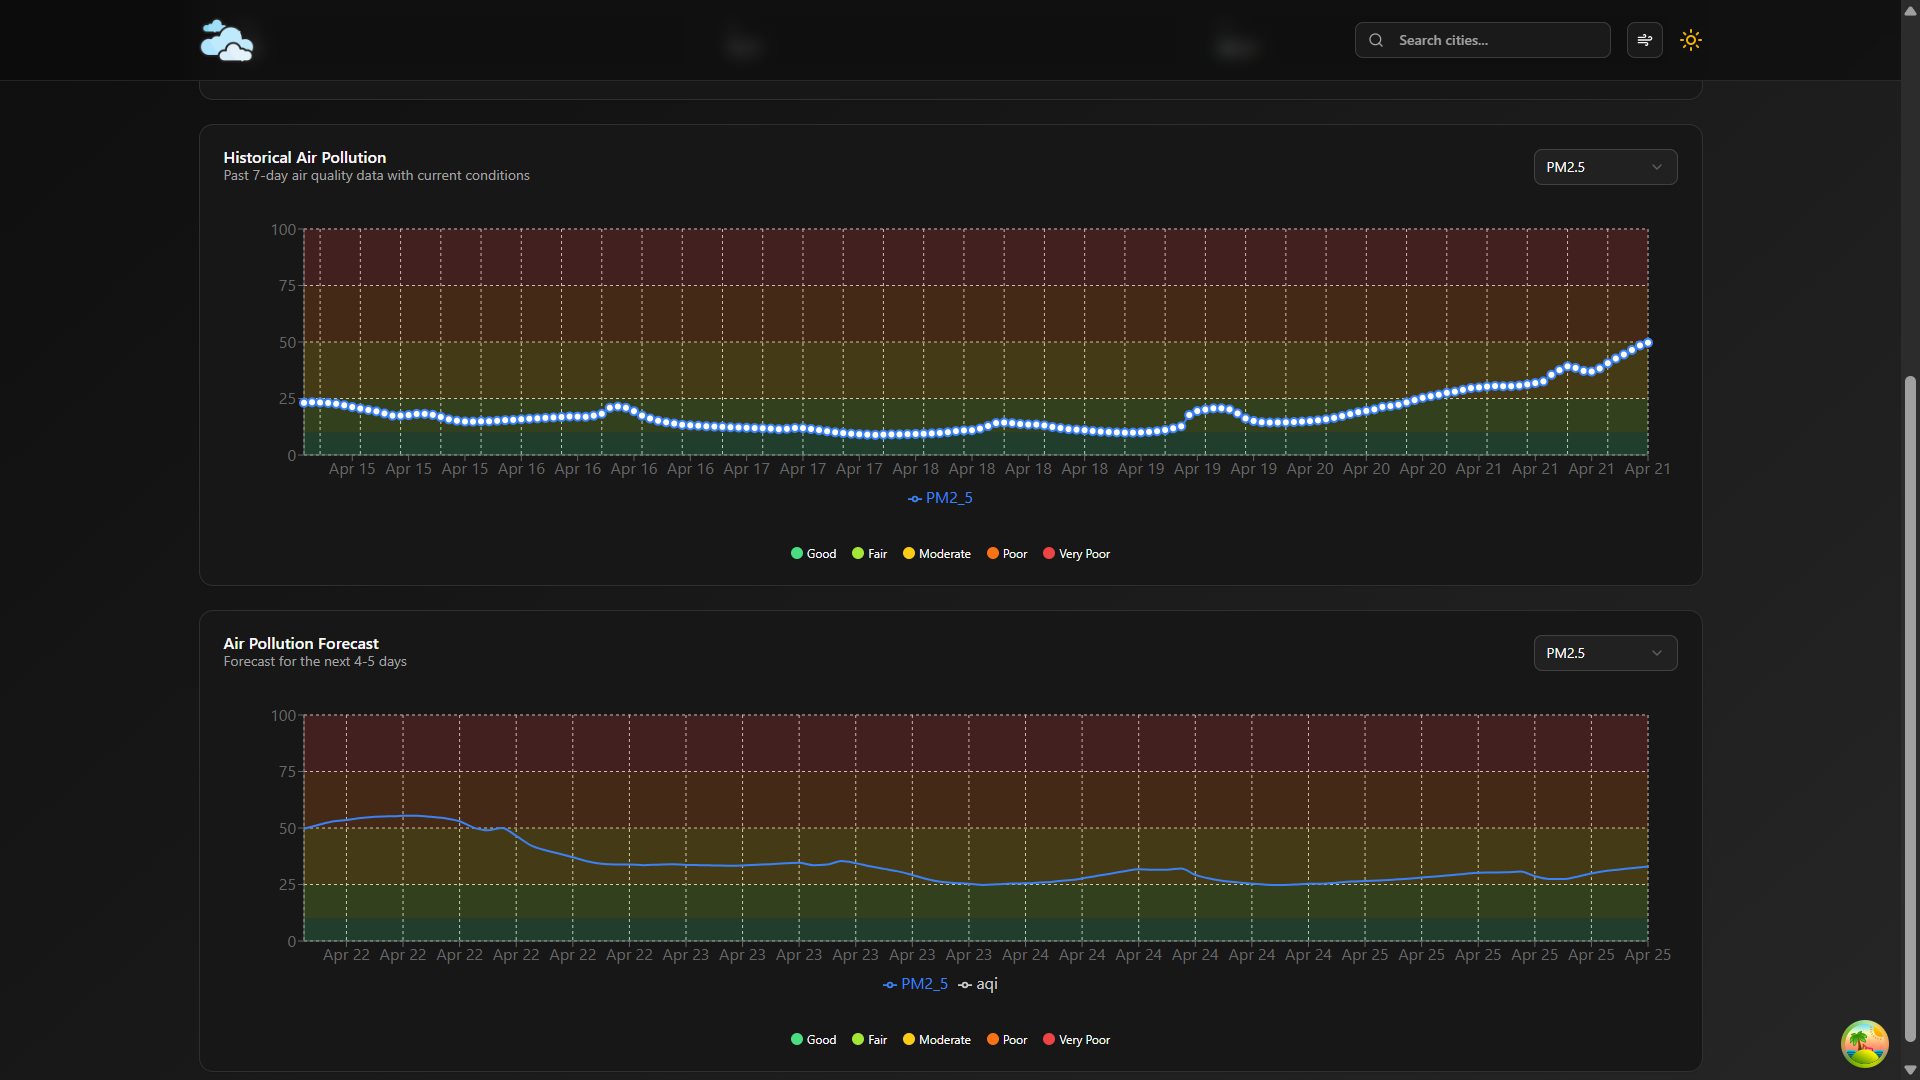 Search cities...
Historical Air Pollution
Past 7-day air quality data with current conditions
PM2.5
100
75
50
25
0
Apr 15 Apr 15 Apr 15 Apr 16 Apr 16 Apr 16 Apr 16 Apr 17 Apr 17 Apr 17 Apr 18 Apr 18 Apr 18 Apr 18 Apr 19 Apr 19 Apr 19 Apr 20 Apr 20 Apr 20 Apr 21 Apr 21 Apr 21 Apr 21
PM2_5
Good Fair Moderate Poor Very Poor
Air Pollution Forecast
Forecast for the next 4-5 days
PM2.5
100
75
50
25
0
Apr 22 Apr 22 Apr 22 Apr 22 Apr 22 Apr 22 Apr 23 Apr 23 Apr 23 Apr 23 Apr 23 Apr 23 Apr 24 Apr 24 Apr 24 Apr 24 Apr 24 Apr 24 Apr 25 Apr 25 Apr 25 Apr 25 Apr 25 Apr 25
PM2_5 aqi
Good Fair Moderate Poor Very Poor